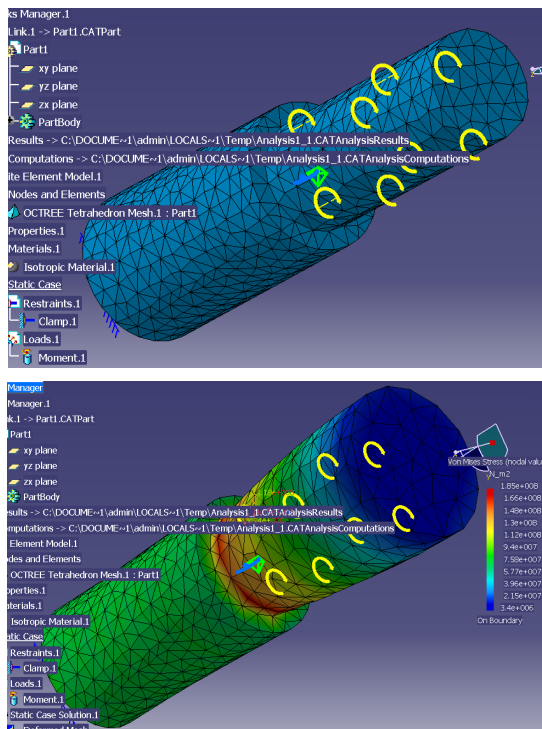 ks Manager.1
Link.1 -> Part1.CATPart
Part1
xy plane
yz plane
zx plane
PartBody
Results -> C:\DOCUME~1\admin\LOCALS~1\Temp\Analysis1_1.CATAnalysisResults
Computations -> C:\DOCUME~1\admin\LOCALS~1\Temp\Analysis1_1.CATAnalysisComputations
ite Element Model.1
Nodes and Elements
OCTREE Tetrahedron Mesh.1 : Part1
Properties.1
Materials.1
Isotropic Material.1
Static Case
Restraints.1
Clamp.1
Loads.1
Moment.1
Manager
Manager.1
nk.1 -> Part1.CATPart
Part1
xy plane
yz plane
zx plane
PartBody
esults -> C:\DOCUME~1\admin\LOCALS~1\Temp\Analysis1_1.CATAnalysisResults
mputations -> C:\DOCUME~1\admin\LOCALS~1\Temp\Analysis1_1.CATAnalysisComputations
Element Model.1
odes and Elements
OCTREE Tetrahedron Mesh.1 : Part1
operties.1
aterials.1
Isotropic Material.1
atic Case
Restraints.1
Clamp.1
Loads.1
Moment.1
Static Case Solution.1
Deformed Mesh
Von Mises Stress (nodal valu
N_m2
1.85e+008
1.66e+008
1.48e+008
1.3e+008
1.12e+008
9.4e+007
7.58e+007
5.77e+007
3.96e+007
2.15e+007
3.4e+006
On Boundary